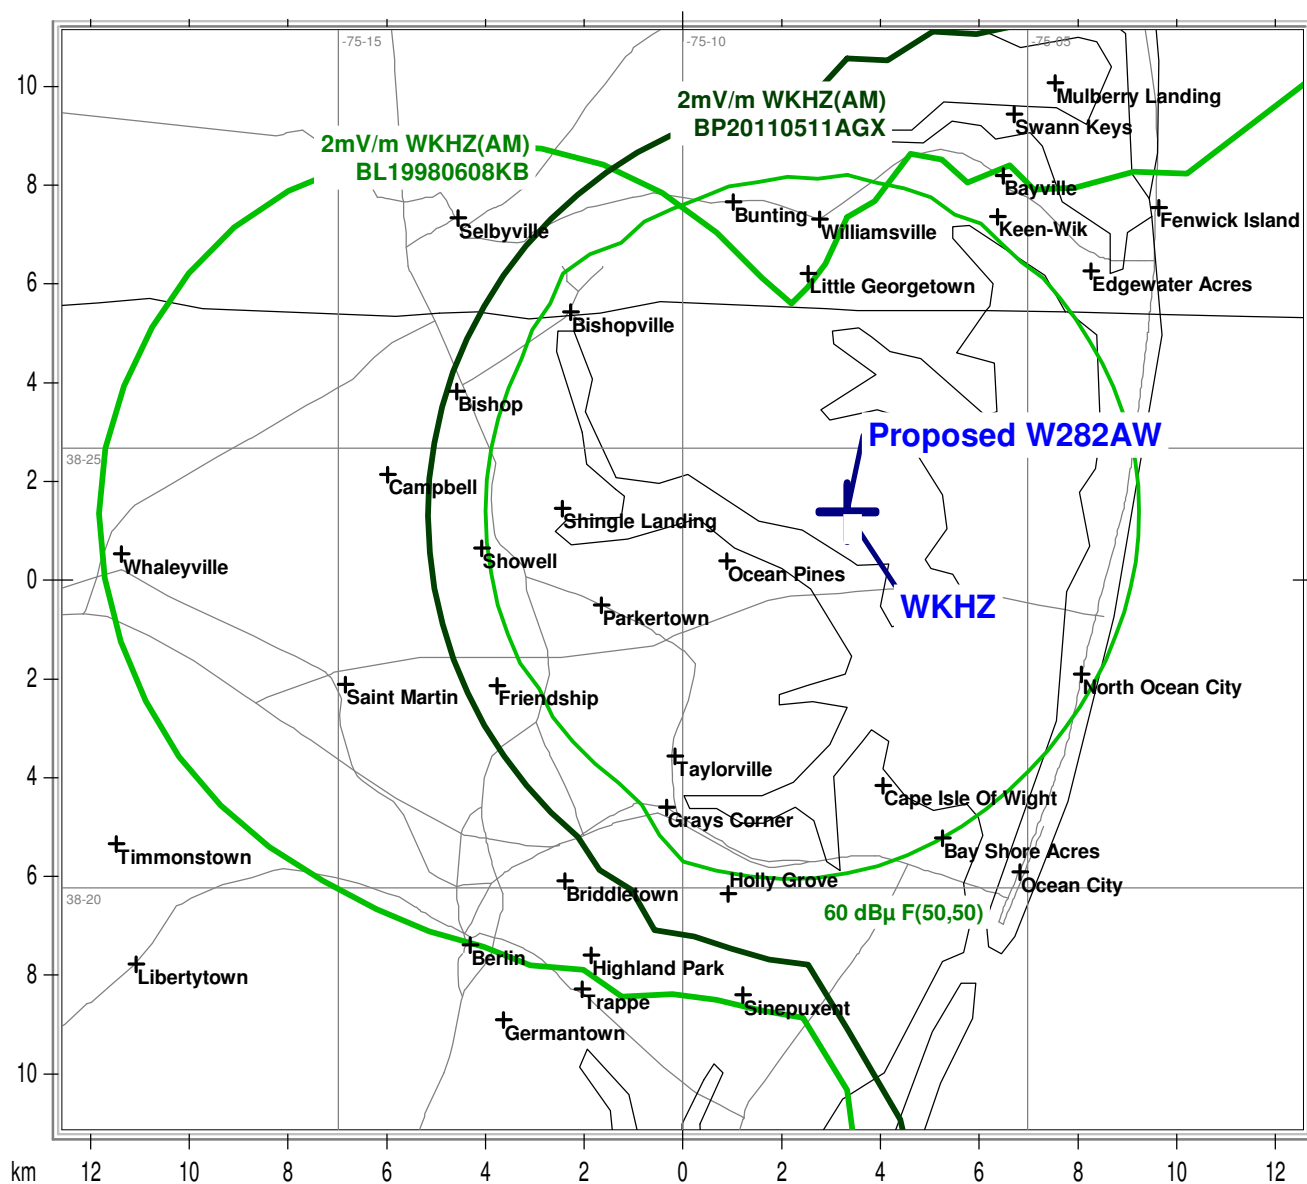 -75-15
-75-10
-75-05
10
Mulberry Landing
2mV/m WKHZ(AM)
BP20110511AGX
Swann Keys
2mV/m WKHZ(AM)
BL19980608KB
8
Bayville
Bunting
Fenwick Island
Selbyville
Williamsville
Keen-Wik
6
Little Georgetown
Edgewater Acres
Bishopville
4
Bishop
Proposed W282AW
38-25
2
Campbell
Shingle Landing
Whaleyville
Showell
Ocean Pines
0
WKHZ
Parkertown
2
Saint Martin
Friendship
North Ocean City
4
Taylorville
Cape Isle Of Wight
Grays Corner
Timmonstown
Bay Shore Acres
6
Holly Grove
Ocean City
Briddletown
38-20
60 dBµ F(50,50)
Berlin
8
Libertytown
Highland Park
Trappe
Sinepuxent
Germantown
10
km
12
10
8
6
4
2
0
2
4
6
8
10
12